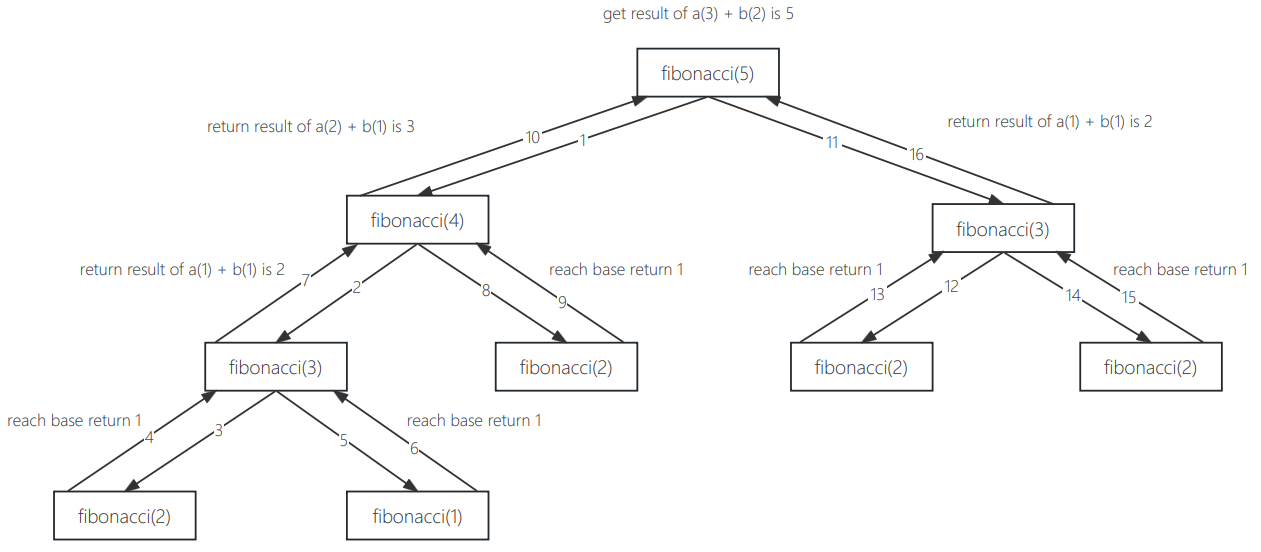 get result of a(3) + b(2) is 5
fibonacci(5)
return result of a(2) + b(1) is 3
return result of a(1) + b(1) is 2
10
1
11
16
fibonacci(4)
fibonacci(3)
return result of a(1) + b(1) is 2
reach base return 1
reach base return 1
reach base return 1
7
2
8
9
13
12
14
15
fibonacci(3)
fibonacci(2)
fibonacci(2)
fibonacci(2)
reach base return 1
reach base return 1
4
3
5
6
fibonacci(2)
fibonacci(1)